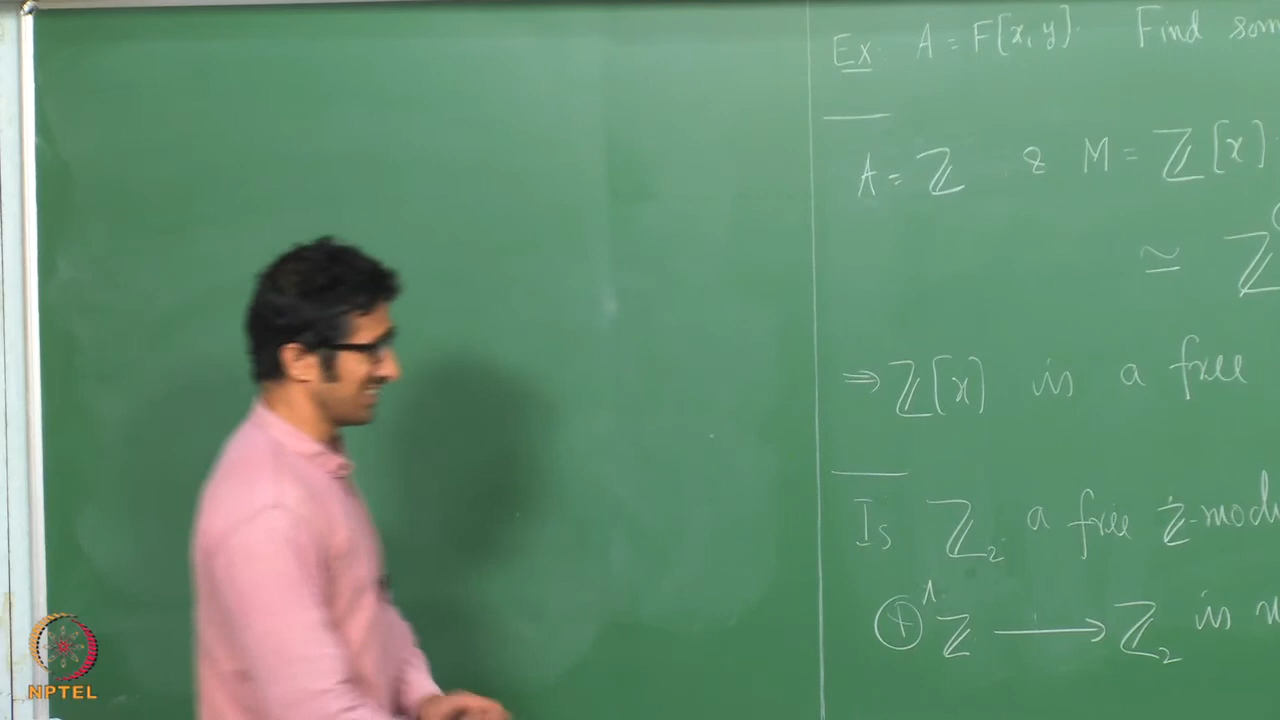 Ex. A = F[x, y]. Find som
A = ℤ & M = ℤ[x]
≃ ℤ
⇒ ℤ[x] is a free
Is ℤ₂ a free ℤ-modu
⊕^Λ ℤ ⟶ ℤ₂ is n
NPTEL